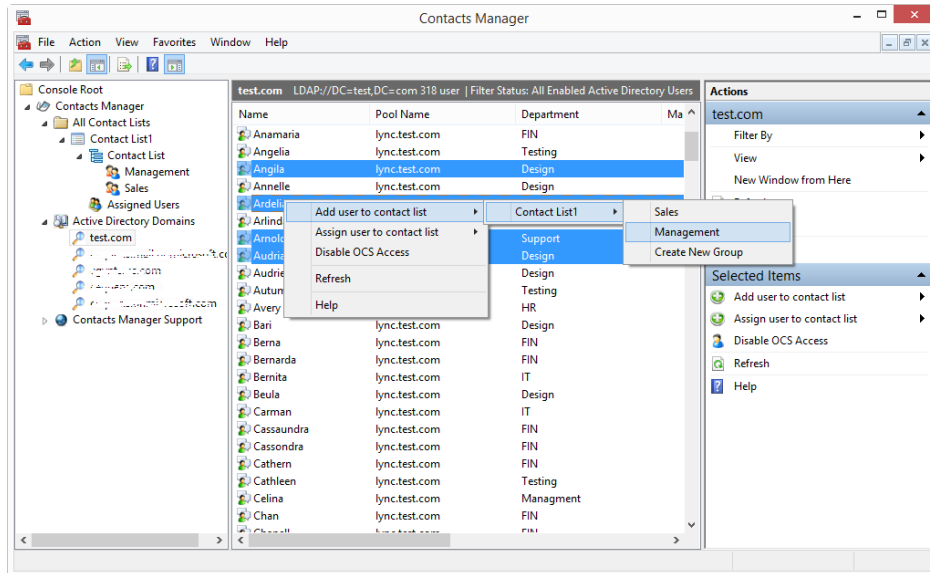 Contacts Manager
File Action View Favorites Window Help
Console Root
Contacts Manager
All Contact Lists
Contact List1
Contact List
Management
Sales
Assigned Users
Active Directory Domains
test.com
Contacts Manager Support
test.com LDAP://DC=test,DC=com 318 user | Filter Status: All Enabled Active Directory Users
Name Pool Name Department Ma
Anamaria lync.test.com FIN
Angelia lync.test.com Testing
Angila lync.test.com Design
Annelle lync.test.com Design
Ardelia
Arlind
Arnold Support
Audria Design
Audrie Design
Autum Testing
Avery HR
Bari lync.test.com Design
Berna lync.test.com FIN
Bernarda lync.test.com FIN
Bernita lync.test.com IT
Beula lync.test.com Design
Carman lync.test.com IT
Cassaundra lync.test.com FIN
Cassondra lync.test.com FIN
Cathern lync.test.com FIN
Cathleen lync.test.com Testing
Celina lync.test.com Managment
Chan lync.test.com FIN
Add user to contact list
Assign user to contact list
Disable OCS Access
Refresh
Help
Contact List1
Sales
Management
Create New Group
Actions
test.com
Filter By
View
New Window from Here
Selected Items
Add user to contact list
Assign user to contact list
Disable OCS Access
Refresh
Help